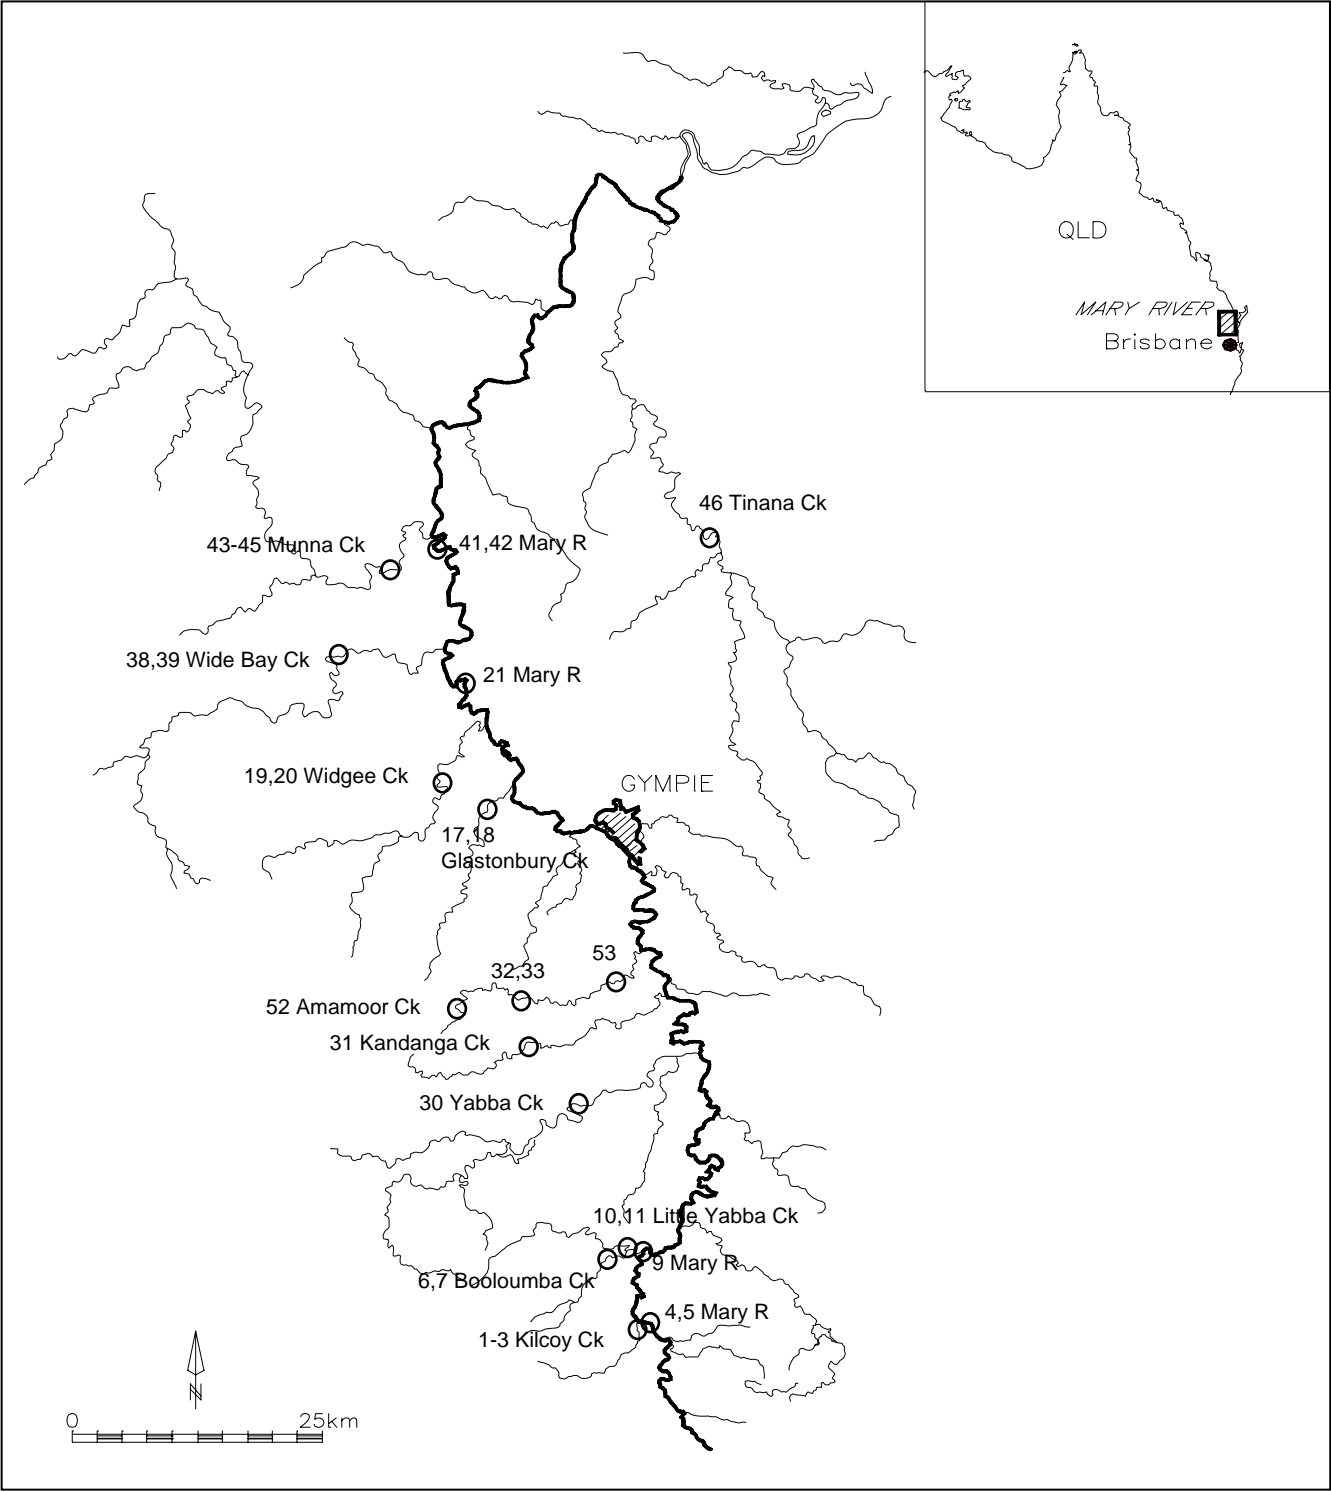 QLD
MARY RIVER
Brisbane
46 Tinana Ck
43-45 Munna Ck
41,42 Mary R
38,39 Wide Bay Ck
21 Mary R
19,20 Widgee Ck
GYMPIE
17,18
Glastonbury Ck
53
32,33
52 Amamoor Ck
31 Kandanga Ck
30 Yabba Ck
10,11 Little Yabba Ck
9 Mary R
6,7 Booloumba Ck
4,5 Mary R
1-3 Kilcoy Ck
N
0 25km